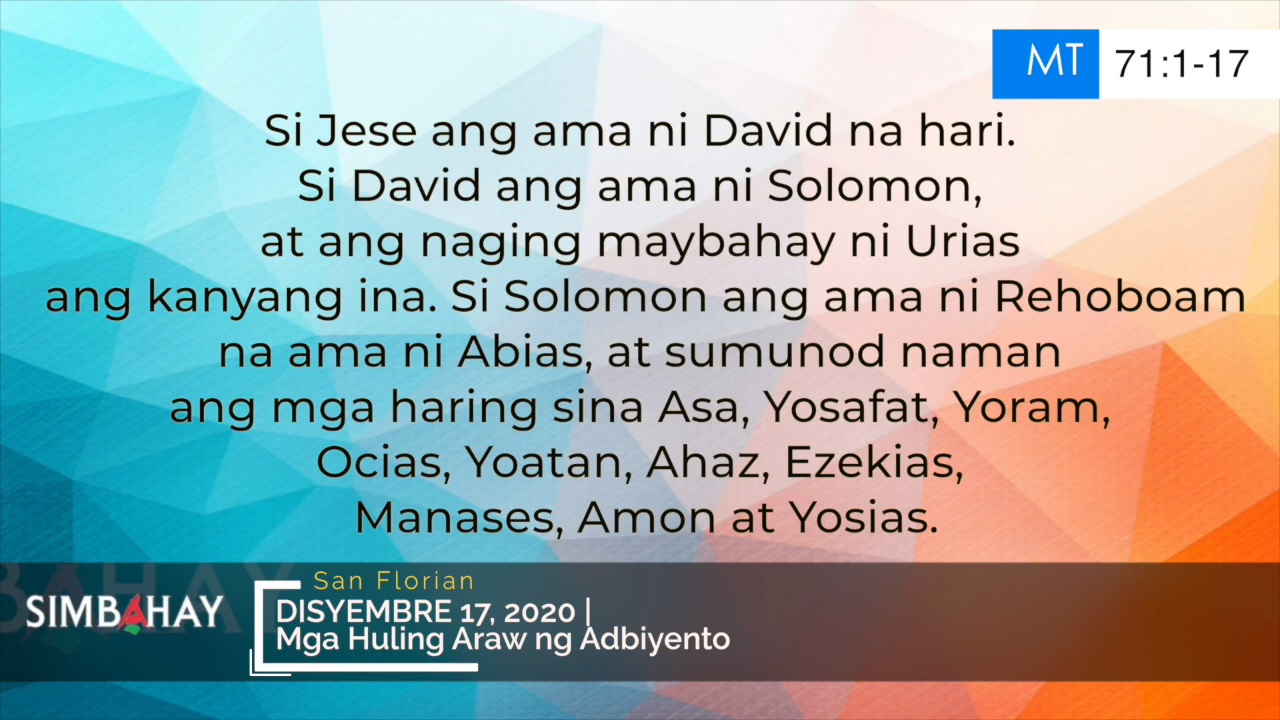 MT 71:1-17
Si Jese ang ama ni David na hari.
Si David ang ama ni Solomon,
at ang naging maybahay ni Urias
ang kanyang ina. Si Solomon ang ama ni Rehoboam
na ama ni Abias, at sumunod naman
ang mga haring sina Asa, Yosafat, Yoram,
Ocias, Yoatan, Ahaz, Ezekias,
Manases, Amon at Yosias.
San Florian
SIMBAHAY
DISYEMBRE 17, 2020 |
Mga Huling Araw ng Adbiyento